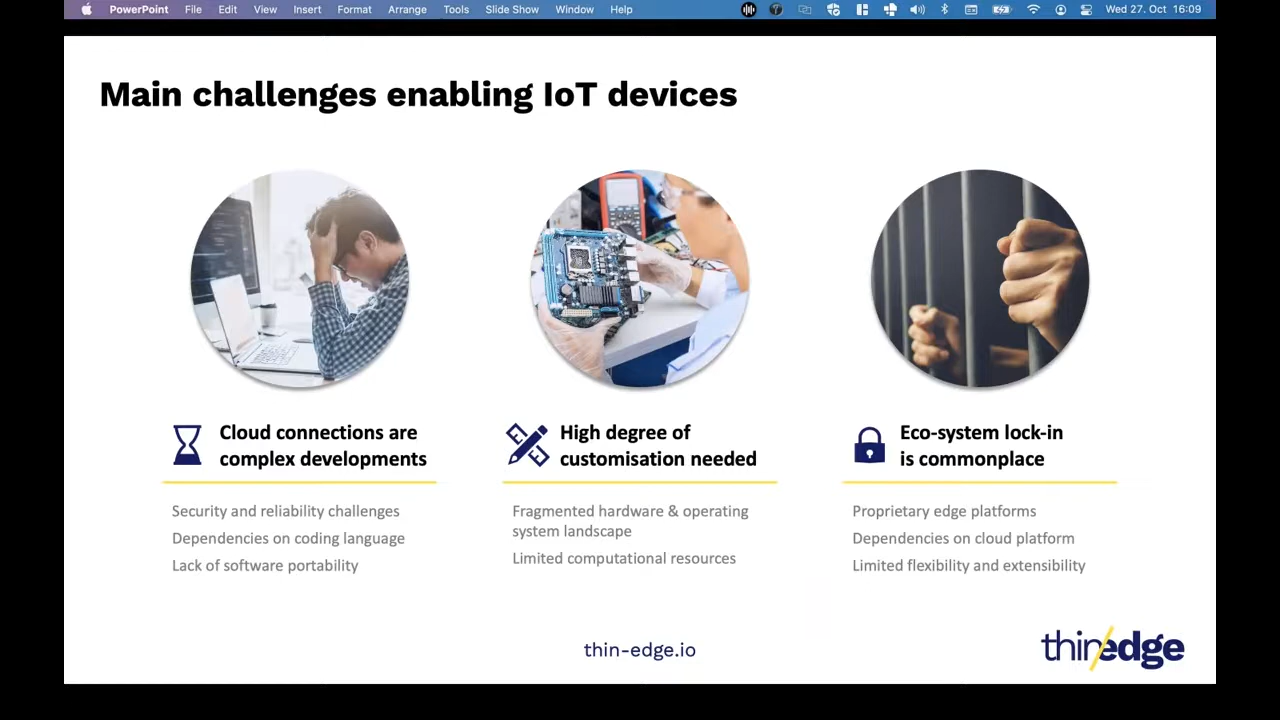 PowerPoint File Edit View Insert Format Arrange Tools Slide Show Window Help Wed 27. Oct 16:09
Main challenges enabling IoT devices
Cloud connections are
complex developments
Security and reliability challenges
Dependencies on coding language
Lack of software portability
High degree of
customisation needed
Fragmented hardware & operating
system landscape
Limited computational resources
Eco-system lock-in
is commonplace
Proprietary edge platforms
Dependencies on cloud platform
Limited flexibility and extensibility
thin-edge.io
thin/edge